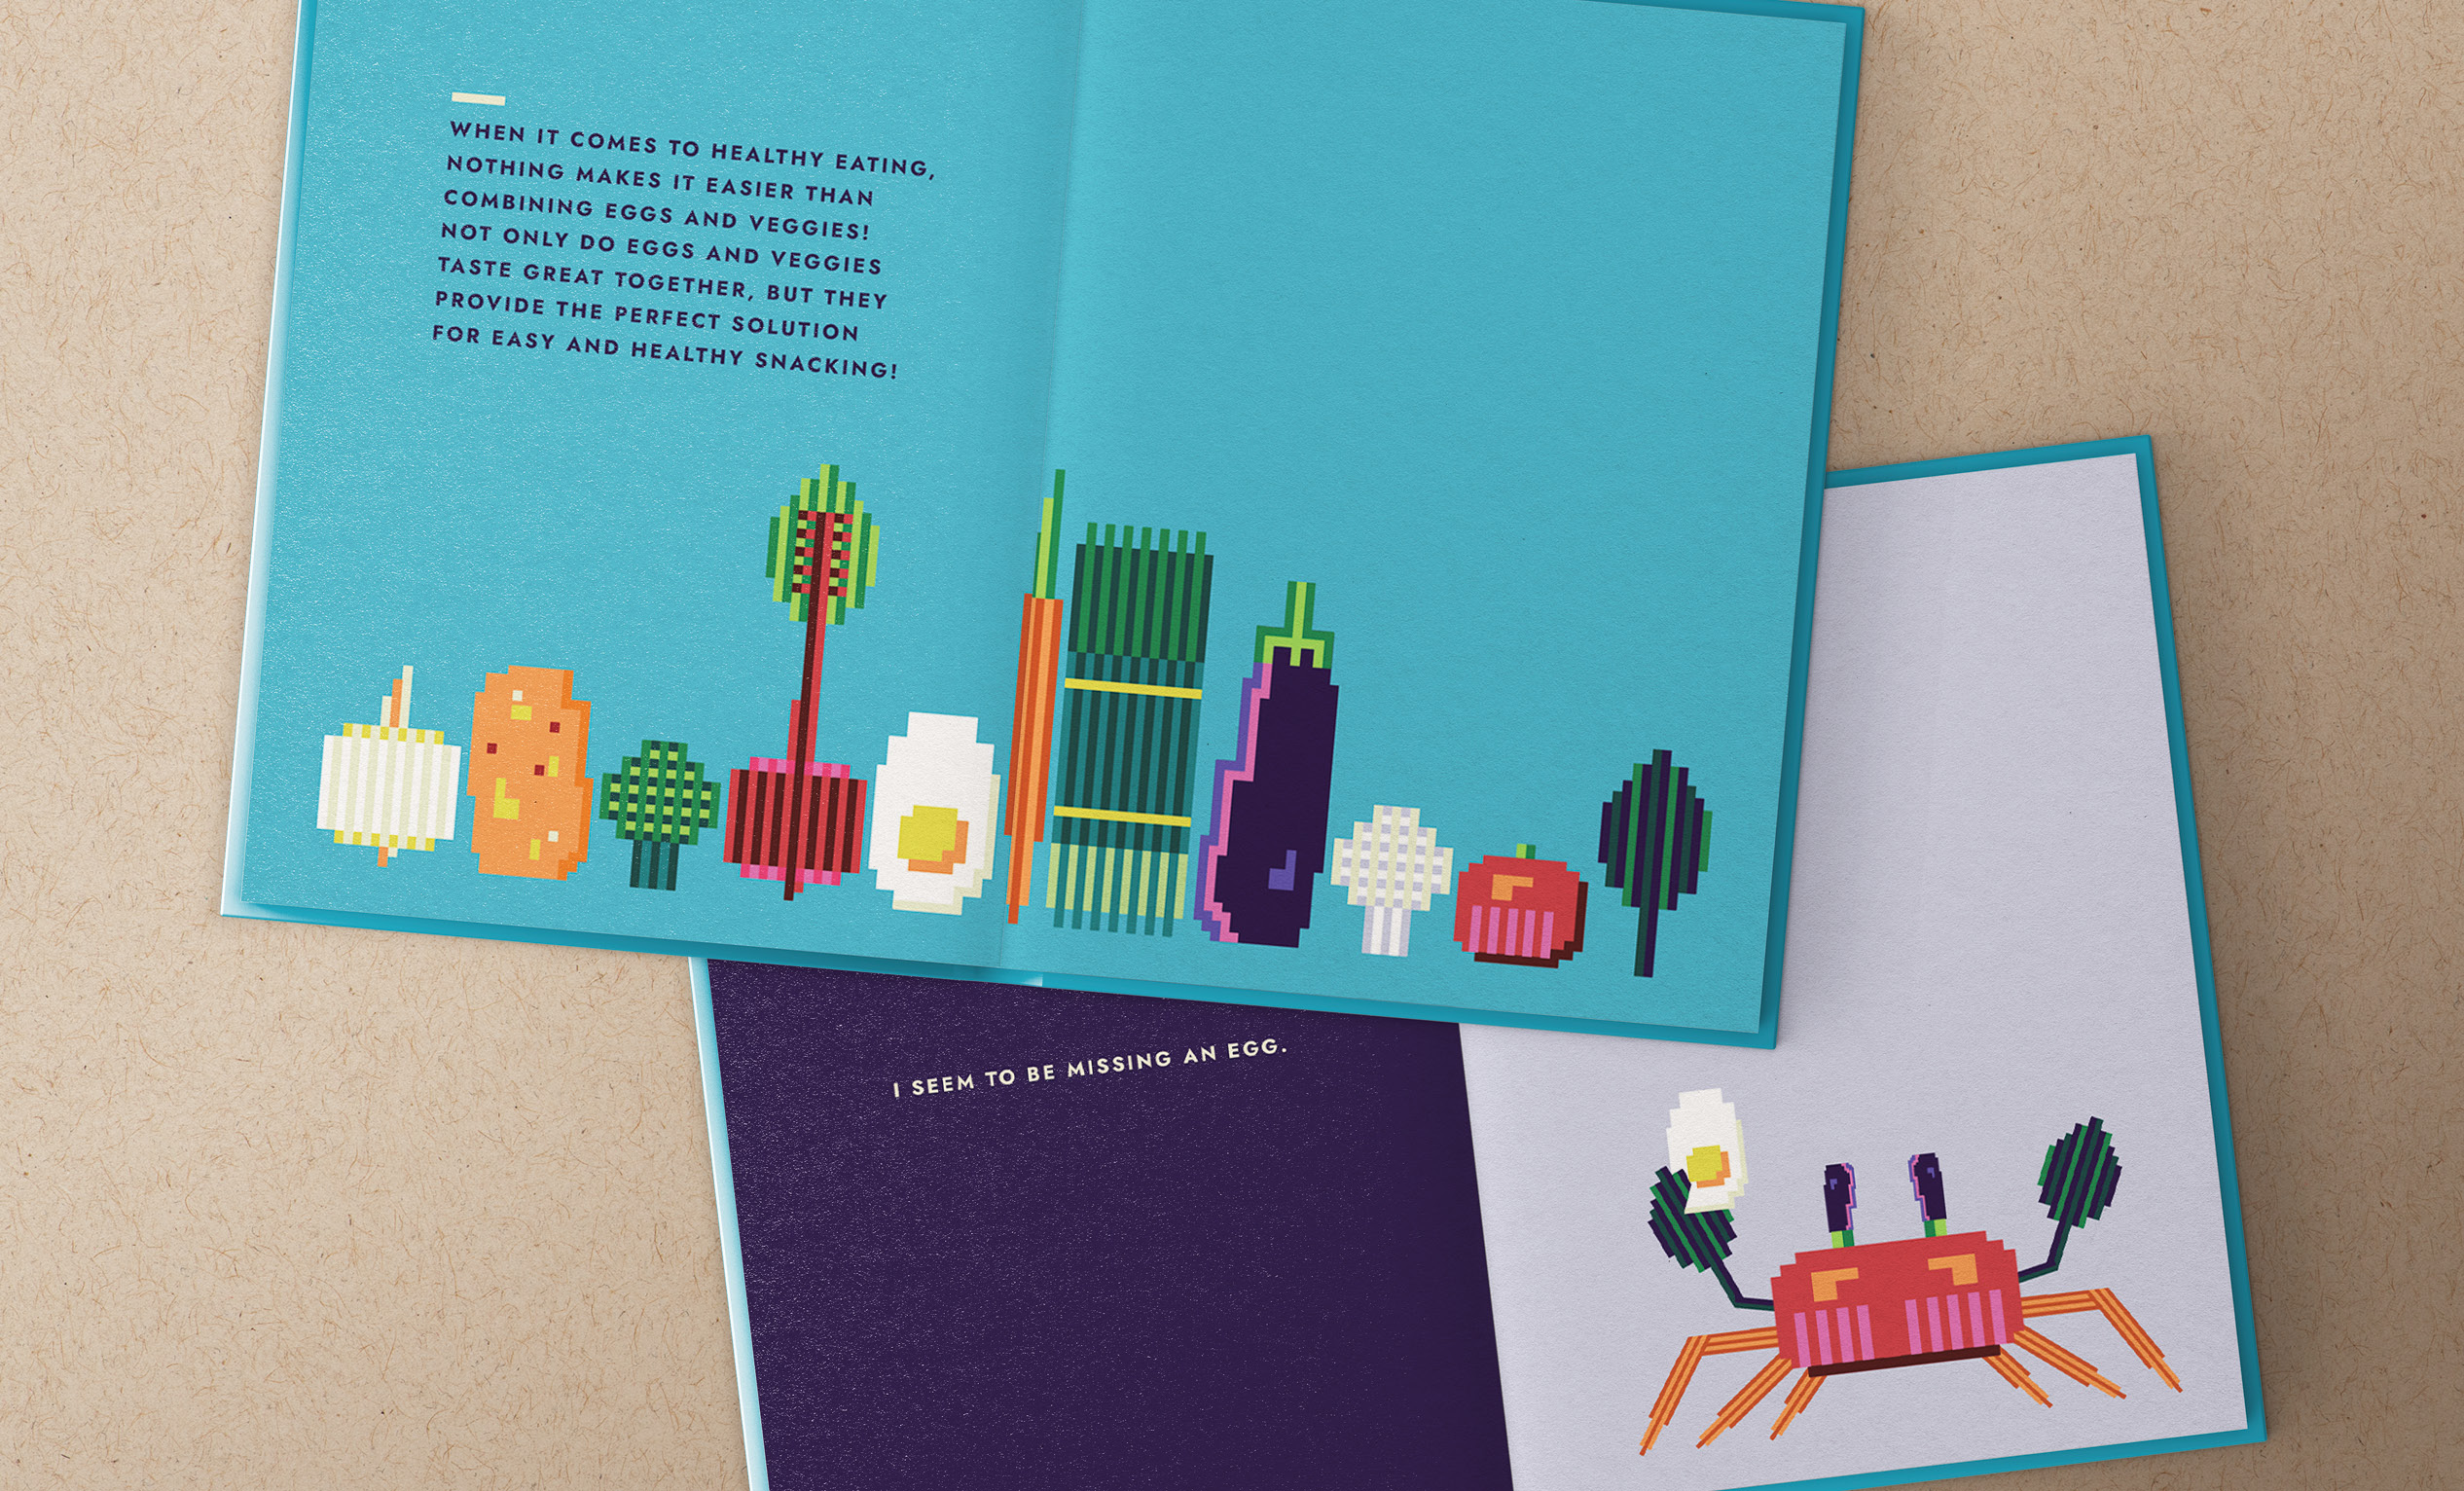 WHEN IT COMES TO HEALTHY EATING,
NOTHING MAKES IT EASIER THAN
COMBINING EGGS AND VEGGIES!
NOT ONLY DO EGGS AND VEGGIES
TASTE GREAT TOGETHER, BUT THEY
PROVIDE THE PERFECT SOLUTION
FOR EASY AND HEALTHY SNACKING!
I SEEM TO BE MISSING AN EGG.